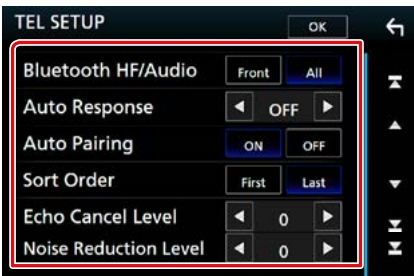 TEL SETUP OK
Bluetooth HF/Audio Front All
Auto Response OFF
Auto Pairing ON OFF
Sort Order First Last
Echo Cancel Level 0
Noise Reduction Level 0